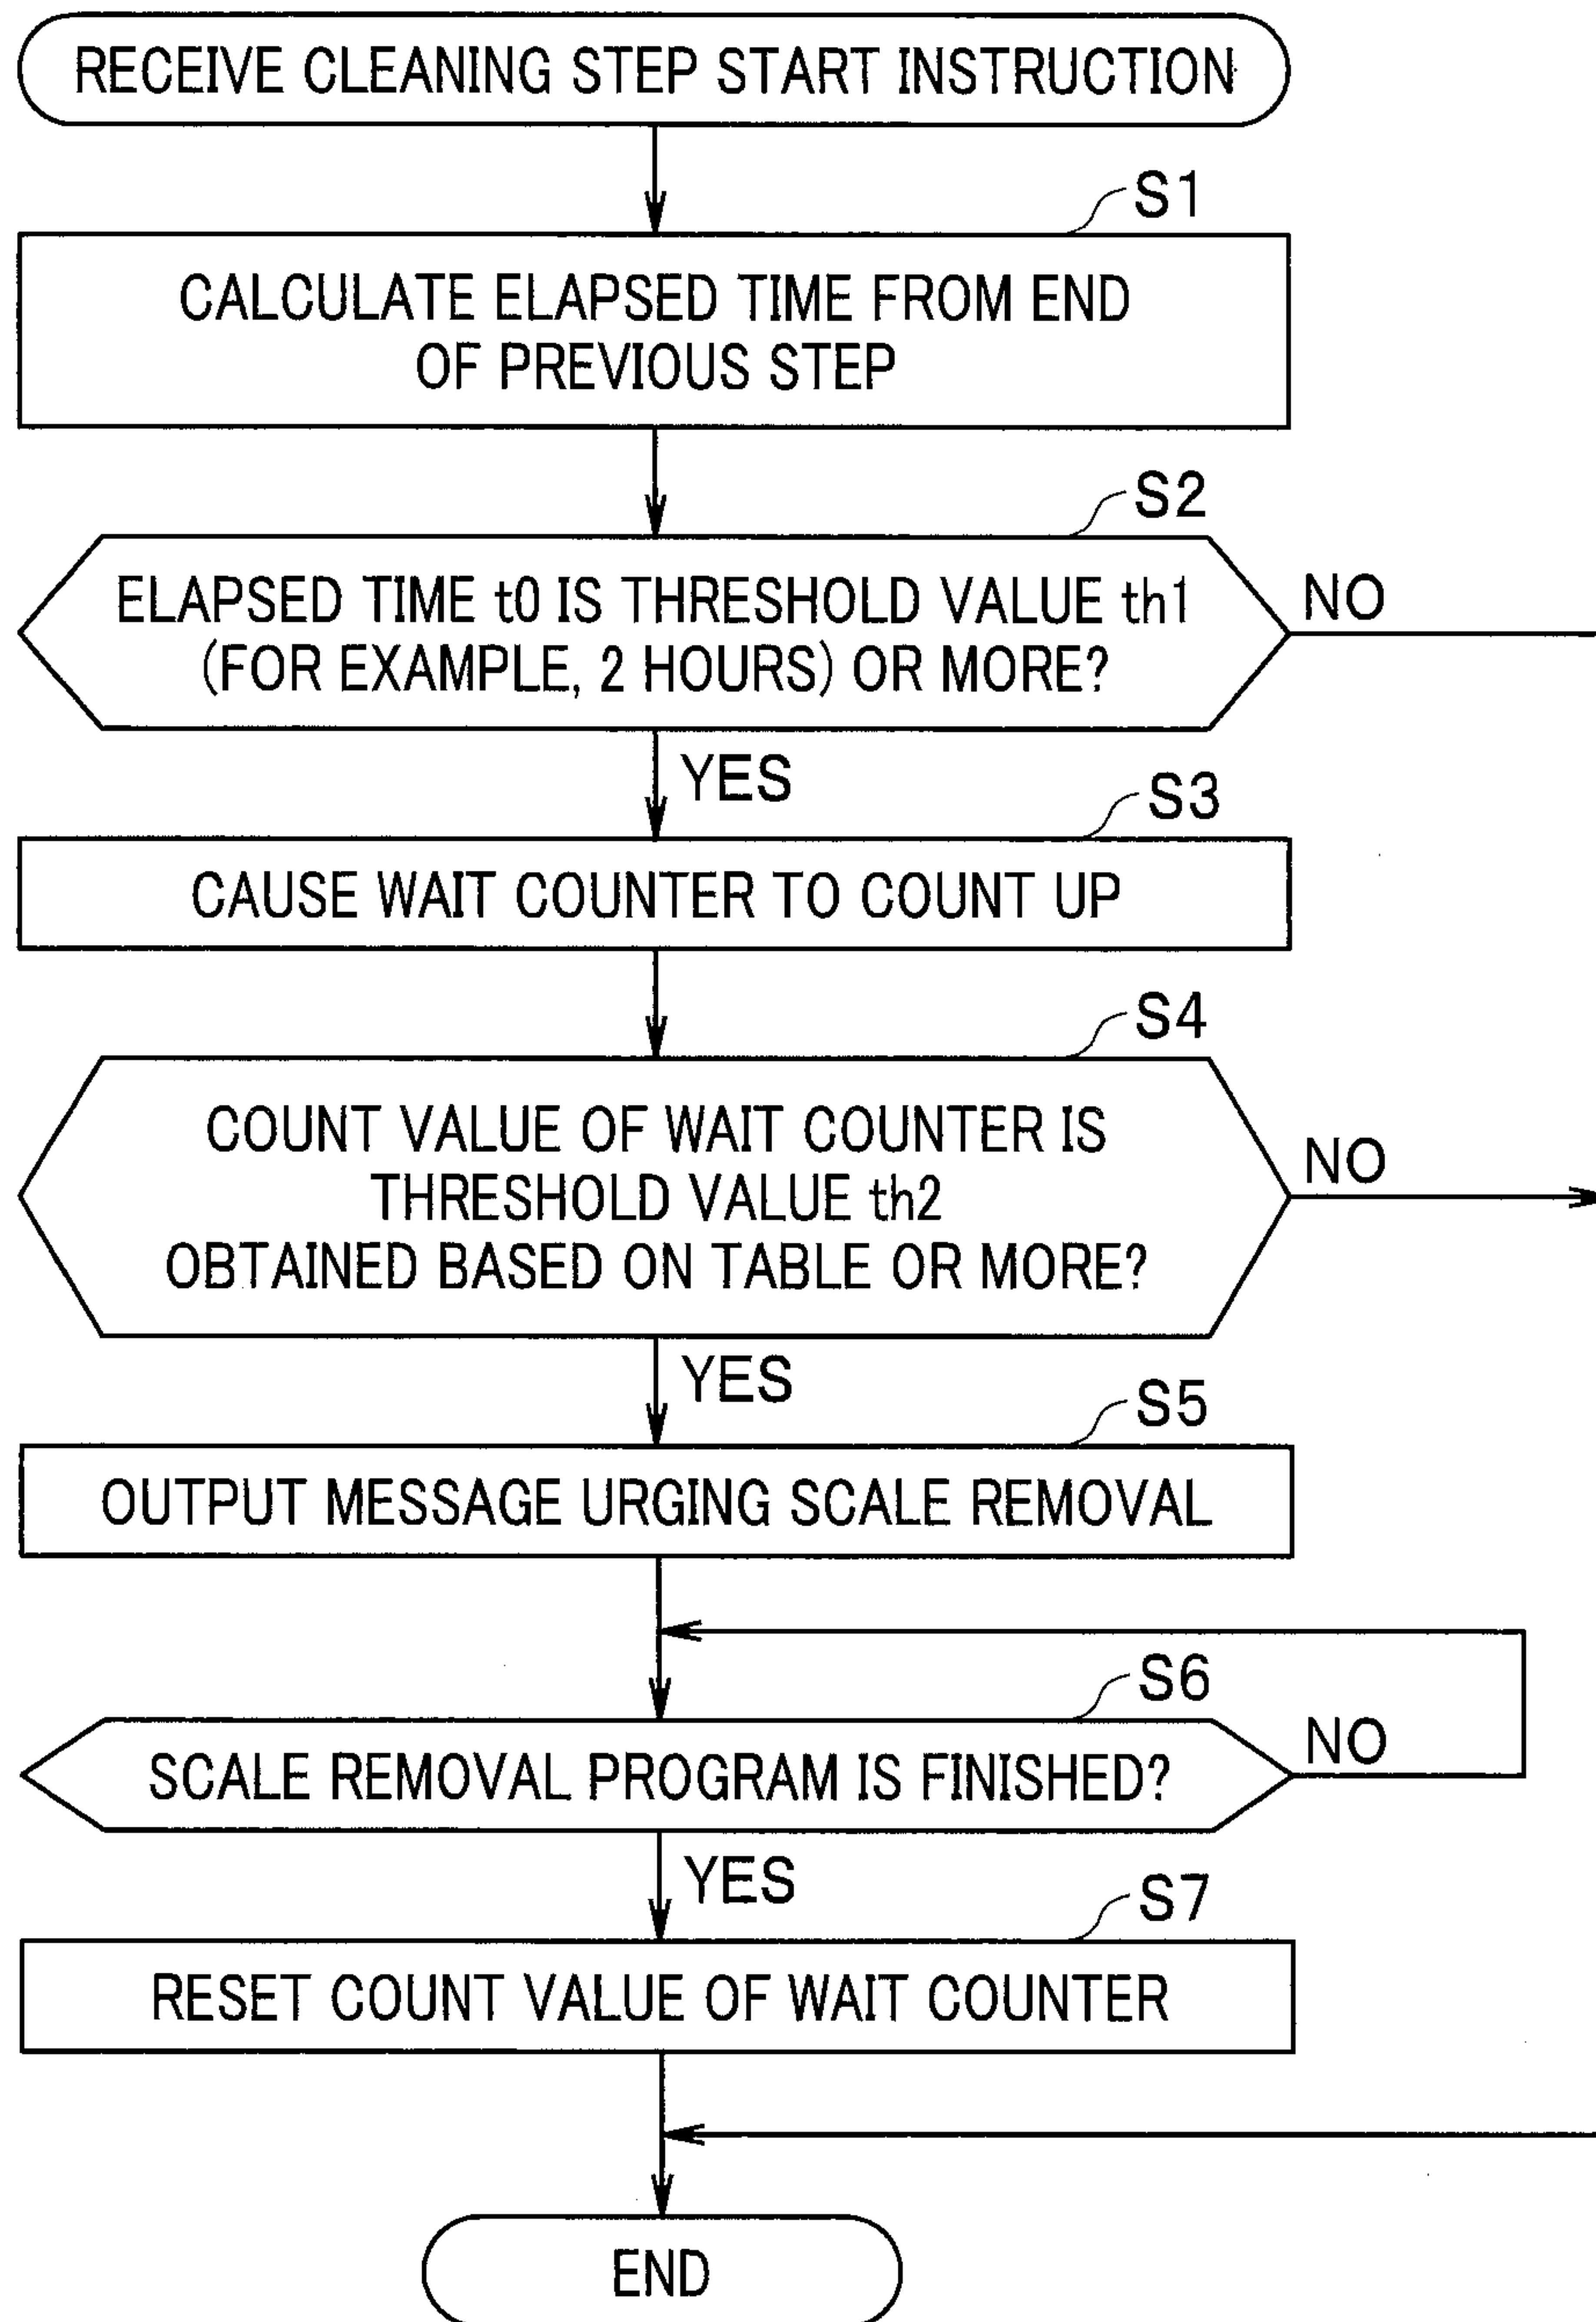 RECEIVE CLEANING STEP START INSTRUCTION
S1
CALCULATE ELAPSED TIME FROM END
OF PREVIOUS STEP
S2
ELAPSED TIME t0 IS THRESHOLD VALUE th1
(FOR EXAMPLE, 2 HOURS) OR MORE?
NO
YES
S3
CAUSE WAIT COUNTER TO COUNT UP
S4
COUNT VALUE OF WAIT COUNTER IS
THRESHOLD VALUE th2
OBTAINED BASED ON TABLE OR MORE?
NO
YES
S5
OUTPUT MESSAGE URGING SCALE REMOVAL
S6
SCALE REMOVAL PROGRAM IS FINISHED?
NO
YES
S7
RESET COUNT VALUE OF WAIT COUNTER
END